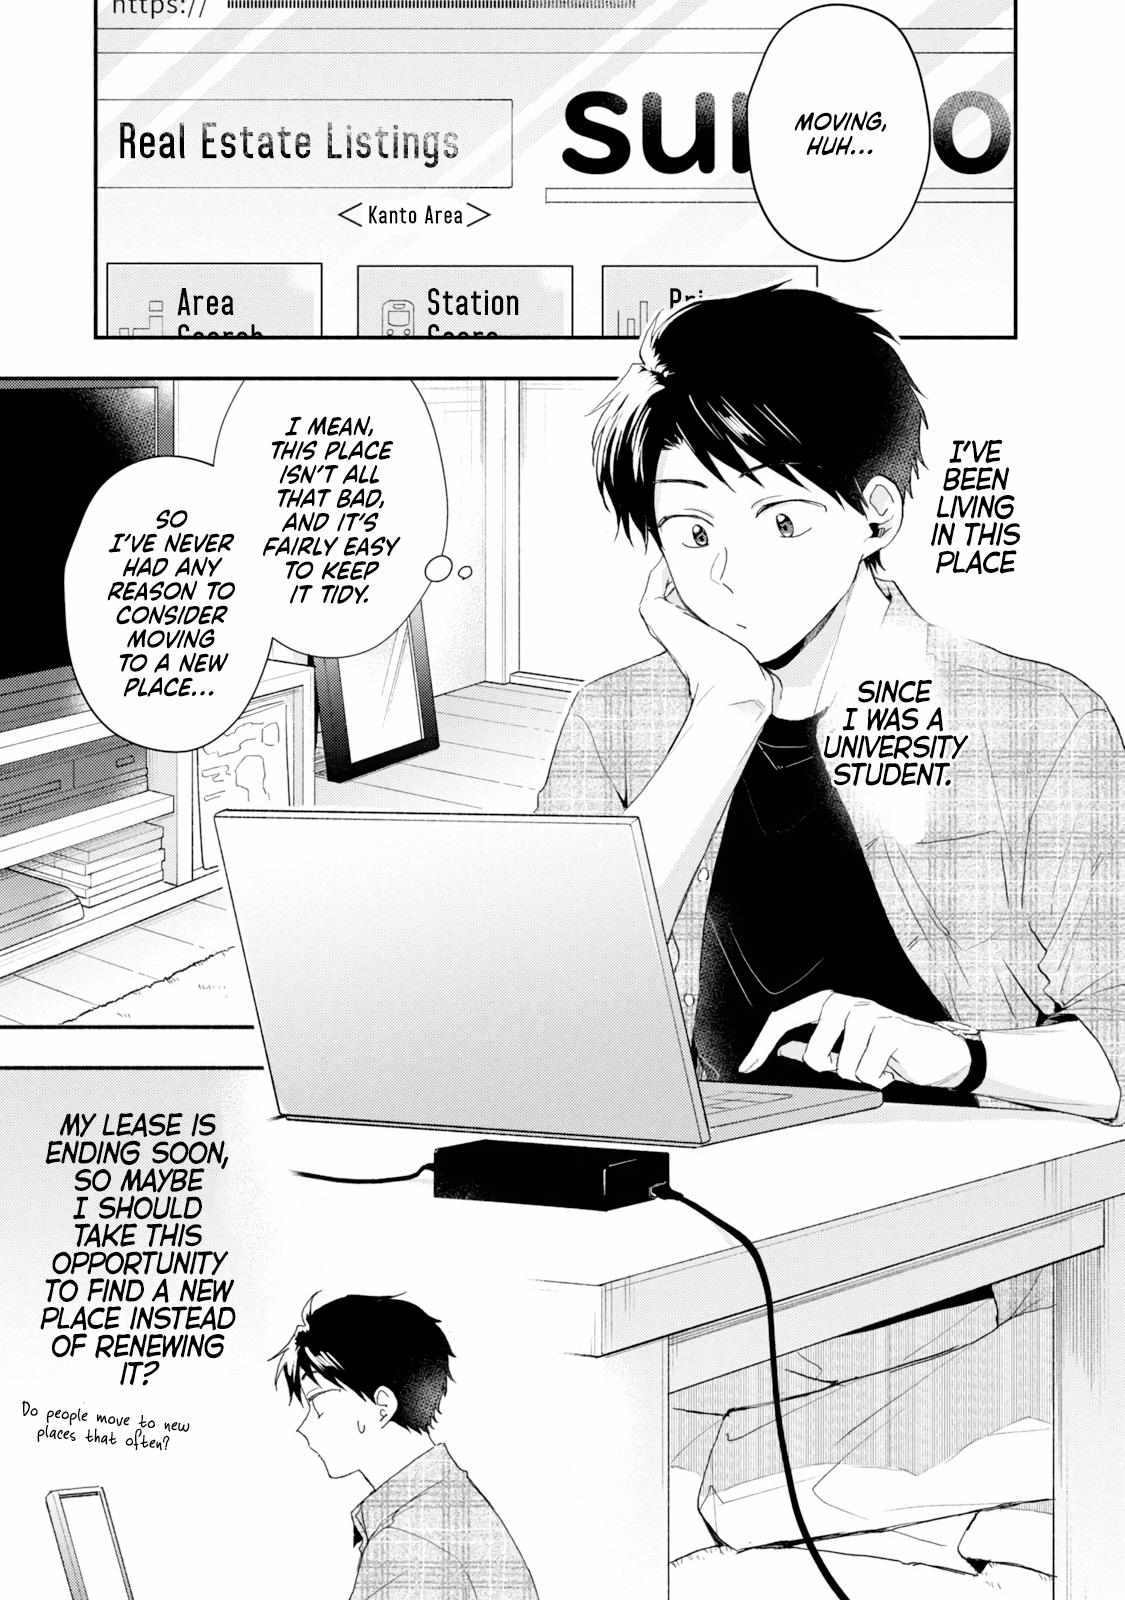 https://
MOVING,
HUH...
Real Estate Listings
<Kanto Area>
Area
Search
Station
I'VE
BEEN
LIVING
IN THIS
PLACE
SINCE
I WAS A
UNIVERSITY
STUDENT.
I MEAN,
THIS PLACE
ISN'T ALL
THAT BAD,
AND IT'S
FAIRLY EASY
TO KEEP
IT TIDY.
SO
I'VE NEVER
HAD ANY
REASON TO
CONSIDER
MOVING
TO A NEW
PLACE...
MY LEASE IS
ENDING SOON,
SO MAYBE
I SHOULD
TAKE THIS
OPPORTUNITY
TO FIND A NEW
PLACE INSTEAD
OF RENEWING
IT?
Do people move to new
places that often?